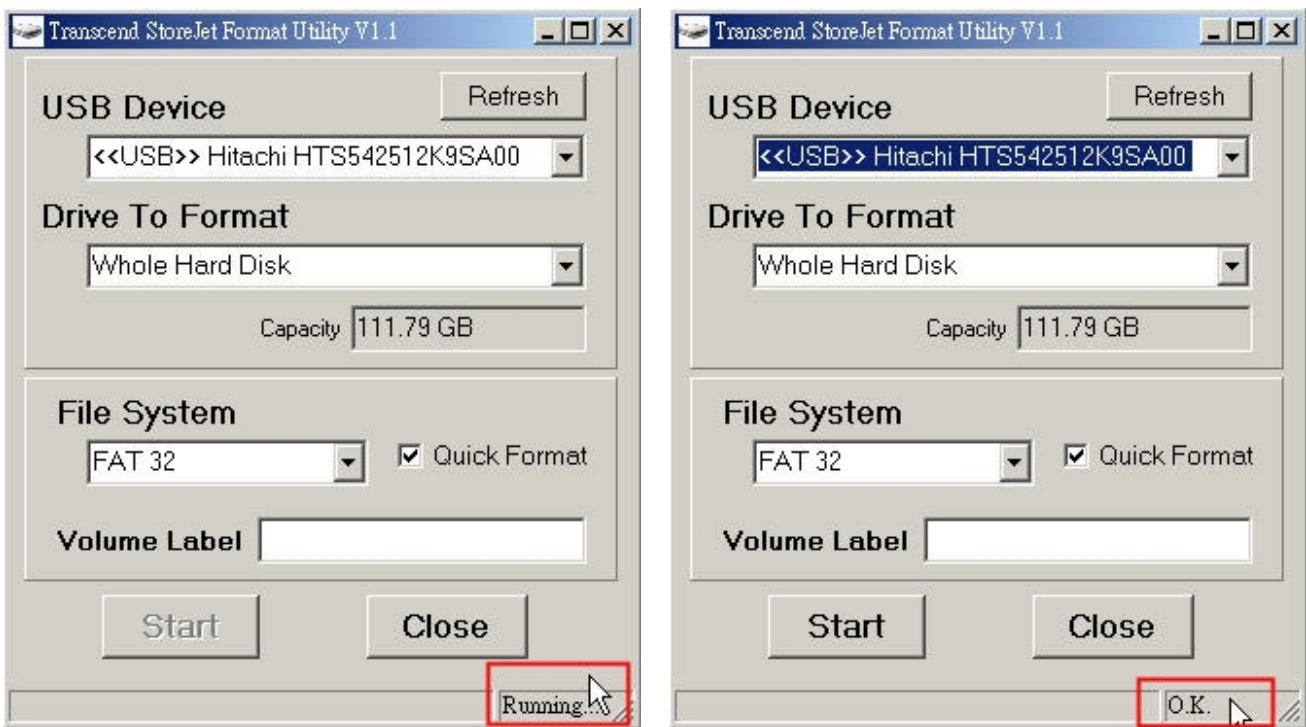 Transcend StoreJet Format Utility V1.1
USB Device
Refresh
<<USB>> Hitachi HTS542512K9SA00
Drive To Format
Whole Hard Disk
Capacity 111.79 GB
File System
FAT 32
Quick Format
Volume Label
Start
Close
Running...
Transcend StoreJet Format Utility V1.1
USB Device
Refresh
<<USB>> Hitachi HTS542512K9SA00
Drive To Format
Whole Hard Disk
Capacity 111.79 GB
File System
FAT 32
Quick Format
Volume Label
Start
Close
O.K.